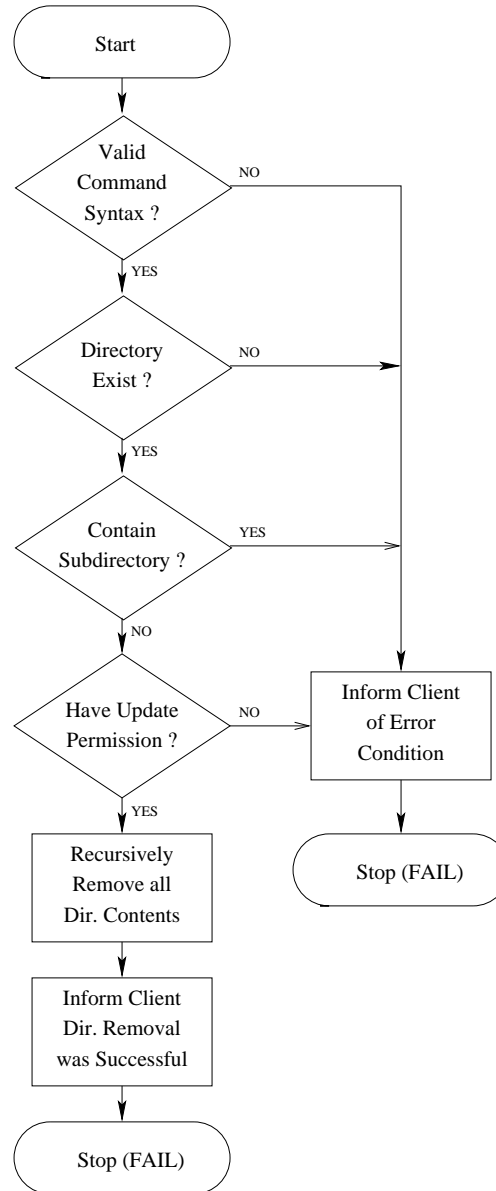 Start
Valid
Command
Syntax ?
NO
YES
Directory
Exist ?
NO
YES
Contain
Subdirectory ?
YES
NO
Have Update
Permission ?
NO
Inform Client
of Error
Condition
YES
Recursively
Remove all
Dir. Contents
Stop (FAIL)
Inform Client
Dir. Removal
was Successful
Stop (FAIL)